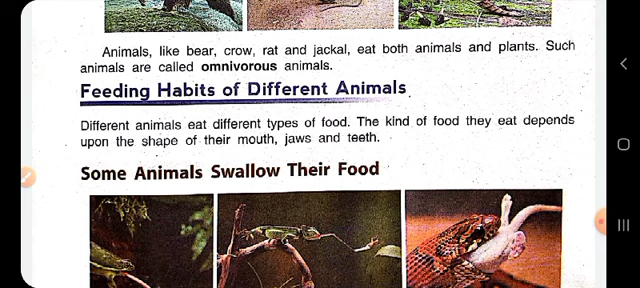 Animals, like bear, crow, rat and jackal, eat both animals and plants. Such
animals are called omnivorous animals.
Feeding Habits of Different Animals
Different animals eat different types of food. The kind of food they eat depends
upon the shape of their mouth, jaws and teeth.
Some Animals Swallow Their Food